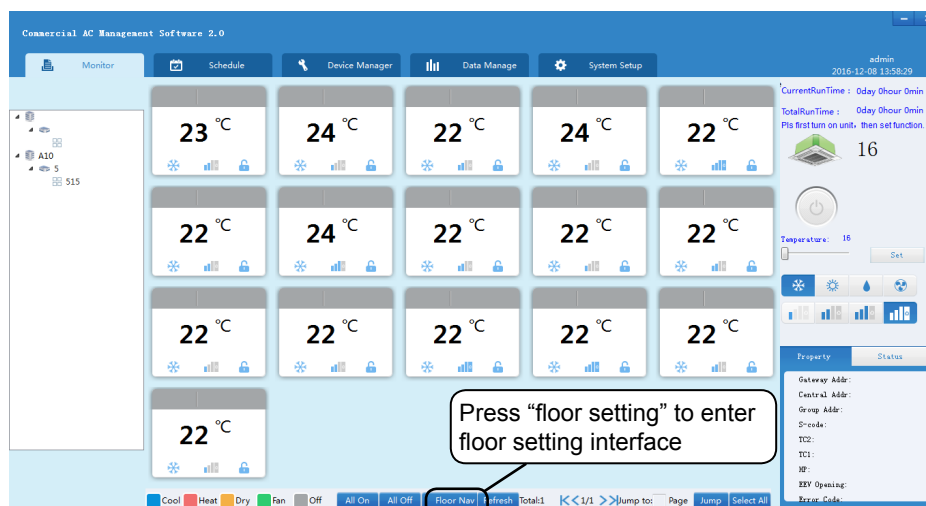 Commercial AC Management Software 2.0
Monitor
Schedule
Device Manager
Data Manage
System Setup
admin
2016-12-08 13:58:29
A10
5
515
23 °C
24 °C
22 °C
24 °C
22 °C
22 °C
24 °C
22 °C
22 °C
22 °C
22 °C
22 °C
22 °C
22 °C
22 °C
22 °C
CurrentRunTime : 0day 0hour 0min
TotalRunTime : 0day 0hour 0min
Pls first turn on unit, then set function.
16
Temperature: 16
Set
Property
Status
Gateway Addr:
Central Addr:
Group Addr:
S-code:
TC2:
TC1:
HP:
EEV Opening:
Error Code:
Press “floor setting” to enter
floor setting interface
Cool Heat Dry Fan Off All On All Off Floor Nav Refresh Total:1 1/1 Jump to: Page Jump Select All